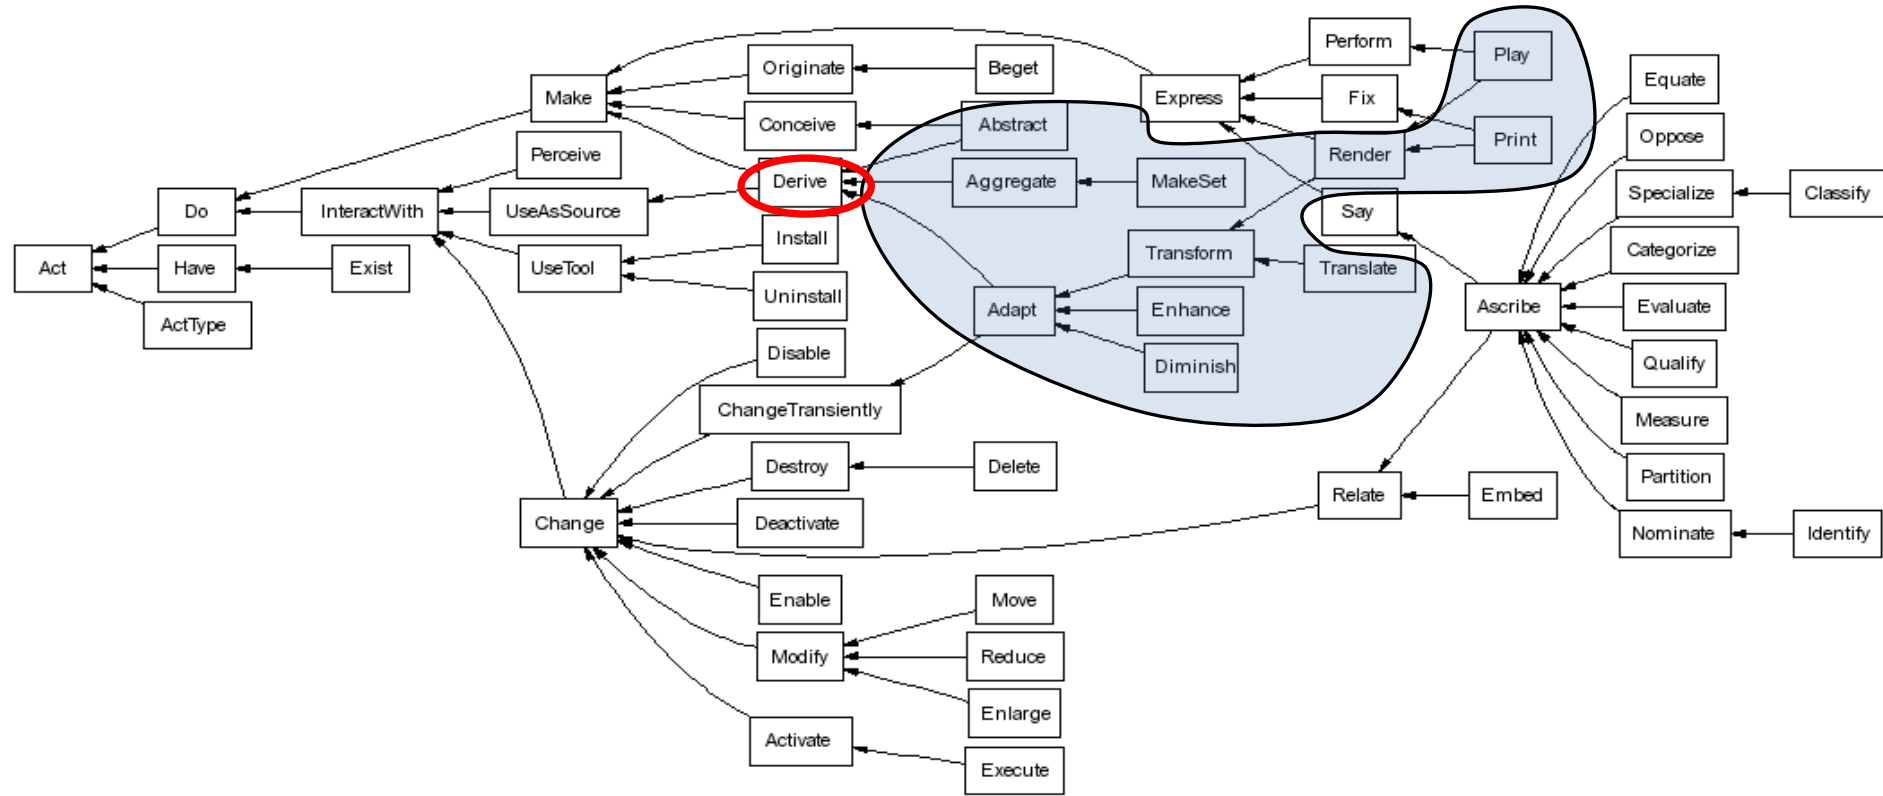 Act
Do
Have
ActType
Exist
Make
InteractWith
Perceive
UseAsSource
UseTool
Change
Originate
Conceive
Derive
Install
Uninstall
Disable
ChangeTransiently
Destroy
Deactivate
Enable
Modify
Activate
Beget
Abstract
Aggregate
Adapt
Delete
Move
Reduce
Enlarge
Execute
Express
MakeSet
Transform
Enhance
Diminish
Perform
Fix
Render
Say
Translate
Relate
Play
Print
Ascribe
Embed
Equate
Oppose
Specialize
Categorize
Evaluate
Qualify
Measure
Partition
Nominate
Classify
Identify